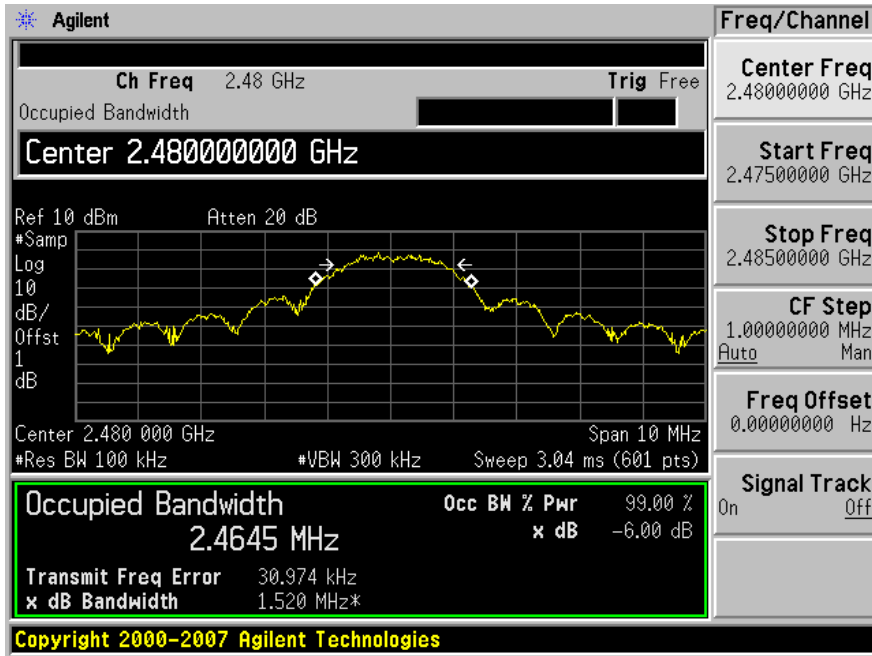 Agilent
Ch Freq 2.48 GHz Trig Free
Occupied Bandwidth
Center 2.480000000 GHz
Ref 10 dBm Atten 20 dB
#Samp
Log
10
dB/
Offst
1
dB
Center 2.480 000 GHz Span 10 MHz
#Res BW 100 kHz #VBW 300 kHz Sweep 3.04 ms (601 pts)
Occupied Bandwidth Occ BW % Pwr 99.00 %
2.4645 MHz x dB -6.00 dB
Transmit Freq Error 30.974 kHz
x dB Bandwidth 1.520 MHz*
Copyright 2000-2007 Agilent Technologies
Freq/Channel
Center Freq
2.48000000 GHz
Start Freq
2.47500000 GHz
Stop Freq
2.48500000 GHz
CF Step
1.00000000 MHz
Auto Man
Freq Offset
0.00000000 Hz
Signal Track
On Off